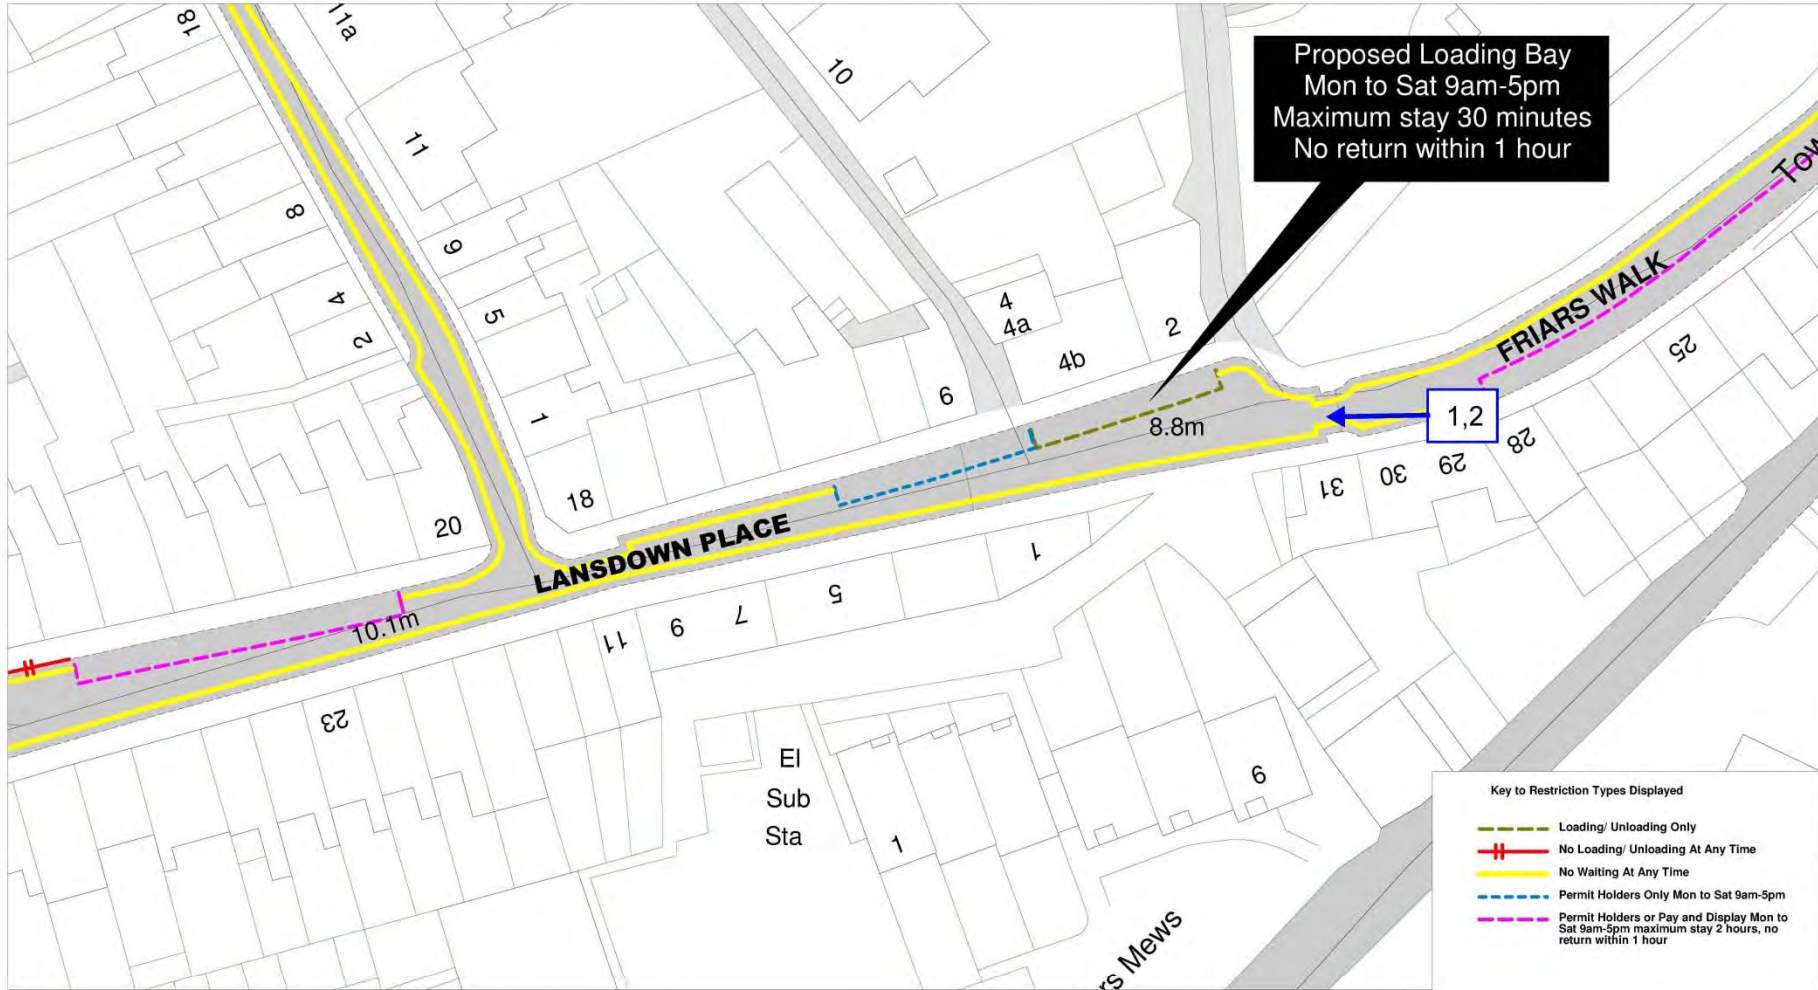 18
11a
10
Proposed Loading Bay
Mon to Sat 9am-5pm
Maximum stay 30 minutes
No return within 1 hour
11
8
9
4
5
2
4
4a
2
4b
6
1
FRIARS WALK
25
1,2
8.8m
28
29
30
31
18
20
LANSDOWN PLACE
1
5
7
9
11
10.1m
23
El
Sub
Sta
1
9
Key to Restriction Types Displayed
Loading/ Unloading Only
No Loading/ Unloading At Any Time
No Waiting At Any Time
Permit Holders Only Mon to Sat 9am-5pm
Permit Holders or Pay and Display Mon to
Sat 9am-5pm maximum stay 2 hours, no
return within 1 hour
rs Mews